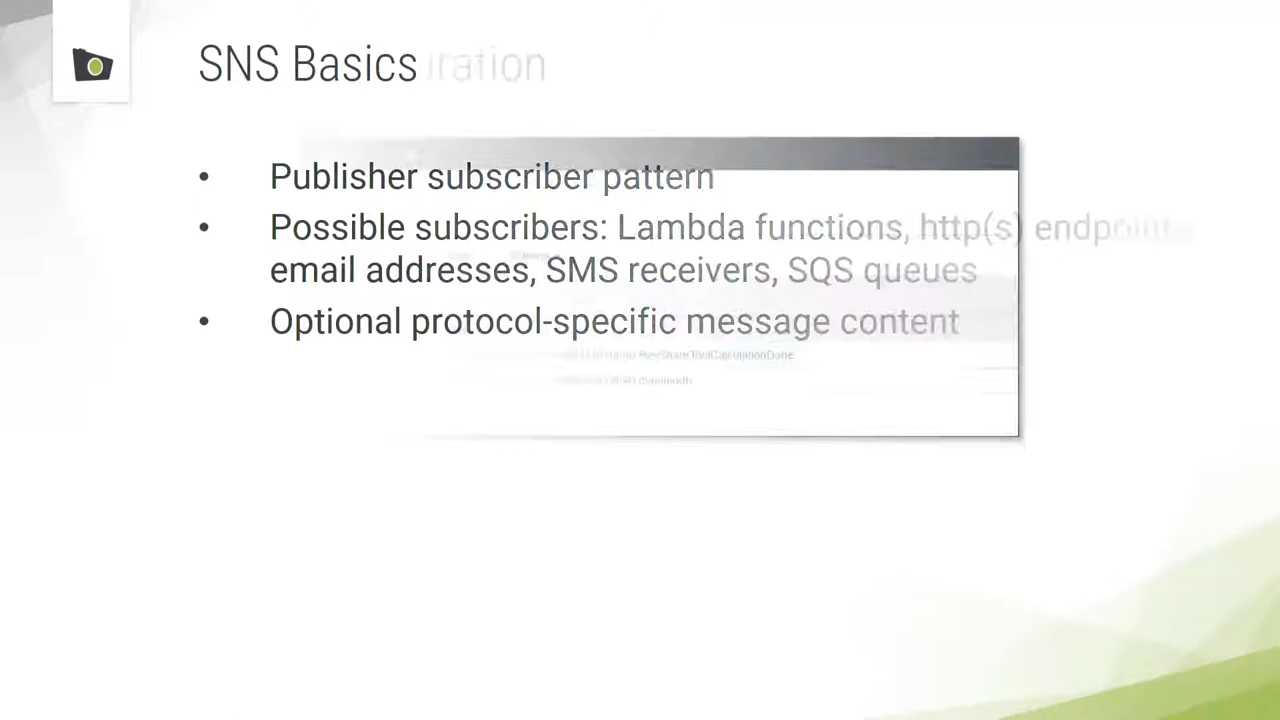 SNS Basics
• Publisher subscriber pattern
• Possible subscribers: Lambda functions, http(s) endpoints,
email addresses, SMS receivers, SQS queues
• Optional protocol-specific message content